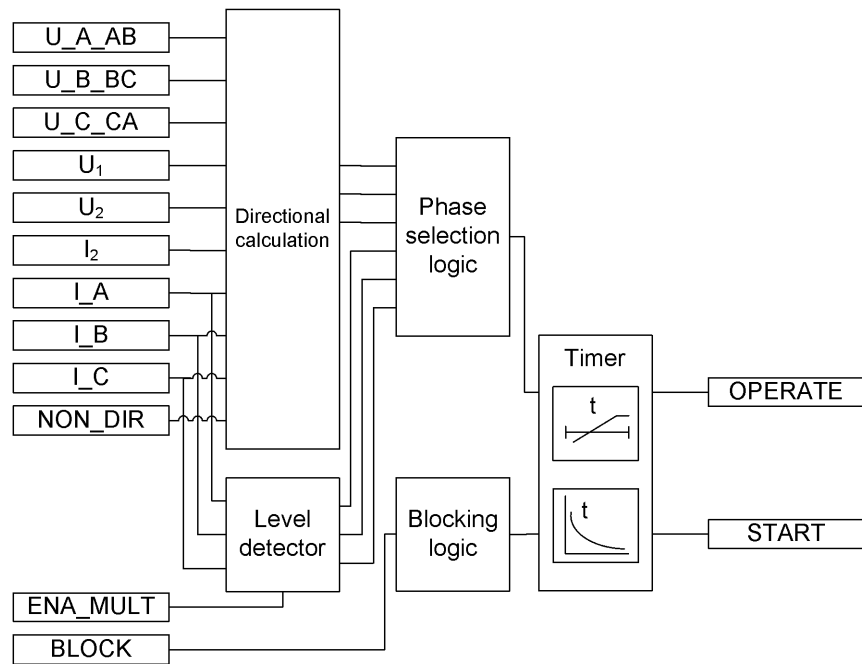 U_A_AB
U_B_BC
U_C_CA
U₁
U₂
I₂
I_A
I_B
I_C
NON_DIR
ENA_MULT
BLOCK
Directional
calculation
Level
detector
Phase
selection
logic
Blocking
logic
Timer
t
t
OPERATE
START